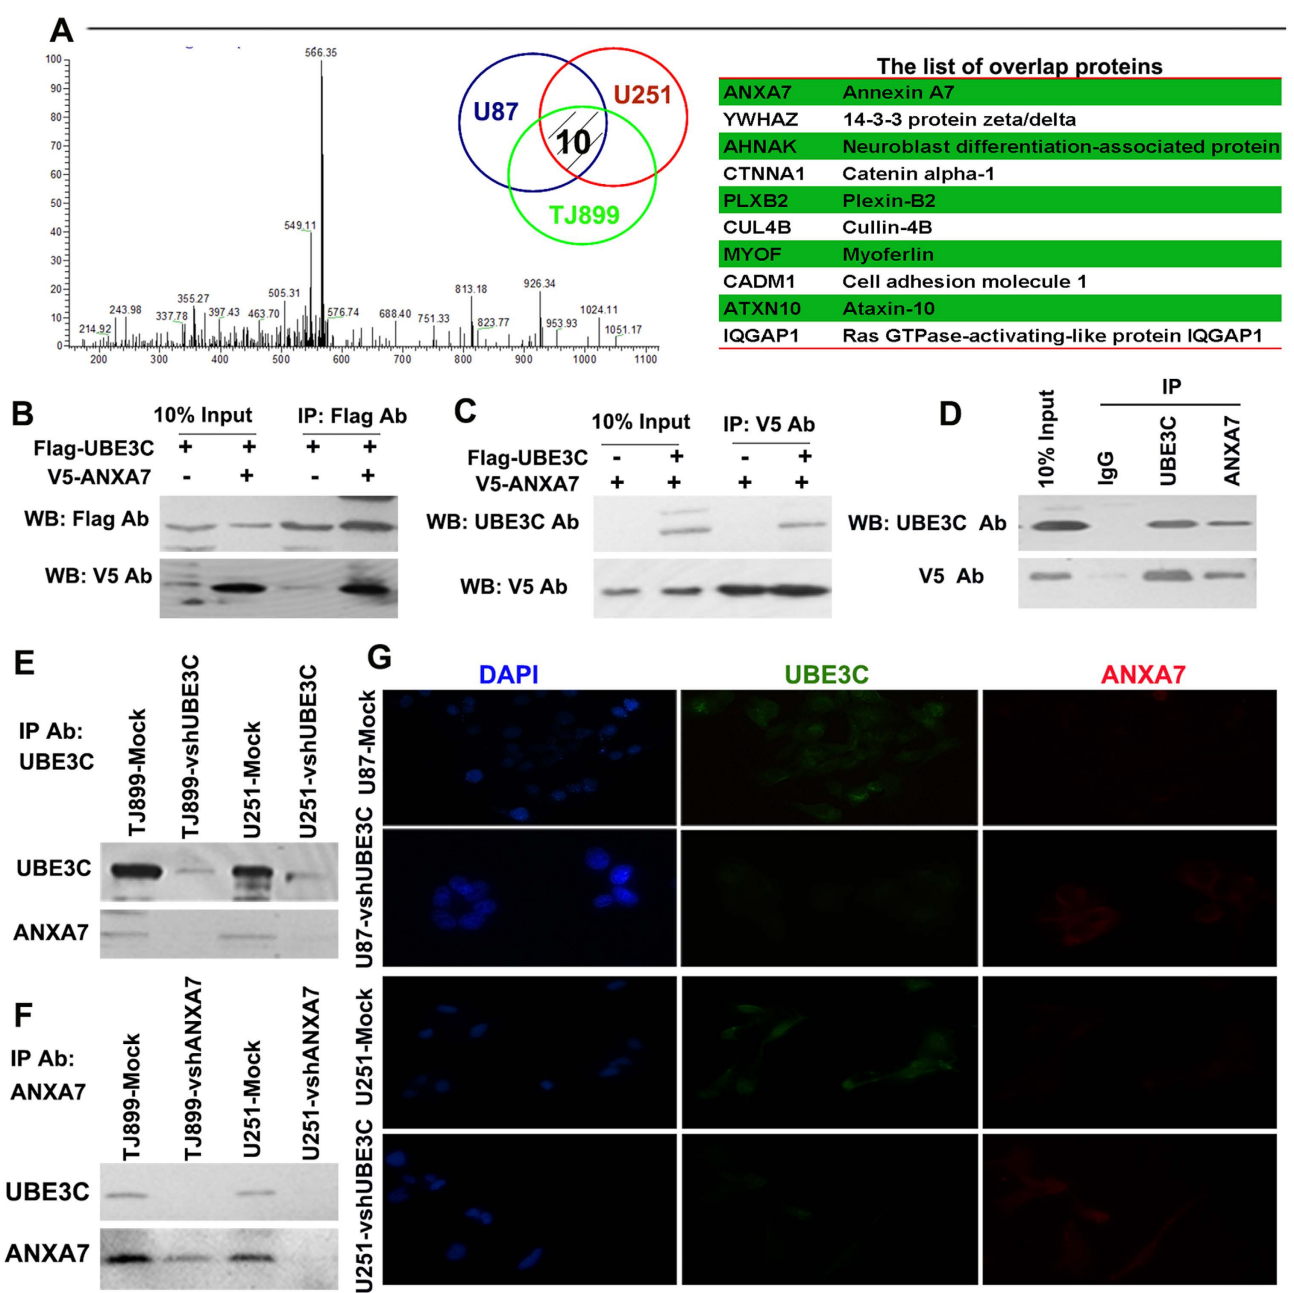 A
566.35
100
90
80
70
60
50
40
30
20
10
0
549.11
505.31
355.27
243.98
214.92
337.78
397.43
463.70
576.74
688.40
751.33
813.18
823.77
926.34
953.93
1024.11
1051.17
200 300 400 500 600 700 800 900 1000 1100
U87
U251
10
TJ899
The list of overlap proteins
ANXA7 Annexin A7
YWHAZ 14-3-3 protein zeta/delta
AHNAK Neuroblast differentiation-associated protein
CTNNA1 Catenin alpha-1
PLXB2 Plexin-B2
CUL4B Cullin-4B
MYOF Myoferlin
CADM1 Cell adhesion molecule 1
ATXN10 Ataxin-10
IQGAP1 Ras GTPase-activating-like protein IQGAP1
B
10% Input IP: Flag Ab
Flag-UBE3C + + + +
V5-ANXA7 - + - +
WB: Flag Ab
WB: V5 Ab
C
10% Input IP: V5 Ab
Flag-UBE3C - + - +
V5-ANXA7 + + + +
WB: UBE3C Ab
WB: V5 Ab
D
IP
10% Input IgG UBE3C ANXA7
WB: UBE3C Ab
V5 Ab
E
IP Ab:
UBE3C
TJ899-Mock
TJ899-vshUBE3C
U251-Mock
U251-vshUBE3C
UBE3C
ANXA7
F
IP Ab:
ANXA7
TJ899-Mock
TJ899-vshANXA7
U251-Mock
U251-vshANXA7
UBE3C
ANXA7
G
DAPI UBE3C ANXA7
U87-Mock
U87-vshUBE3C
U251-Mock
U251-vshUBE3C